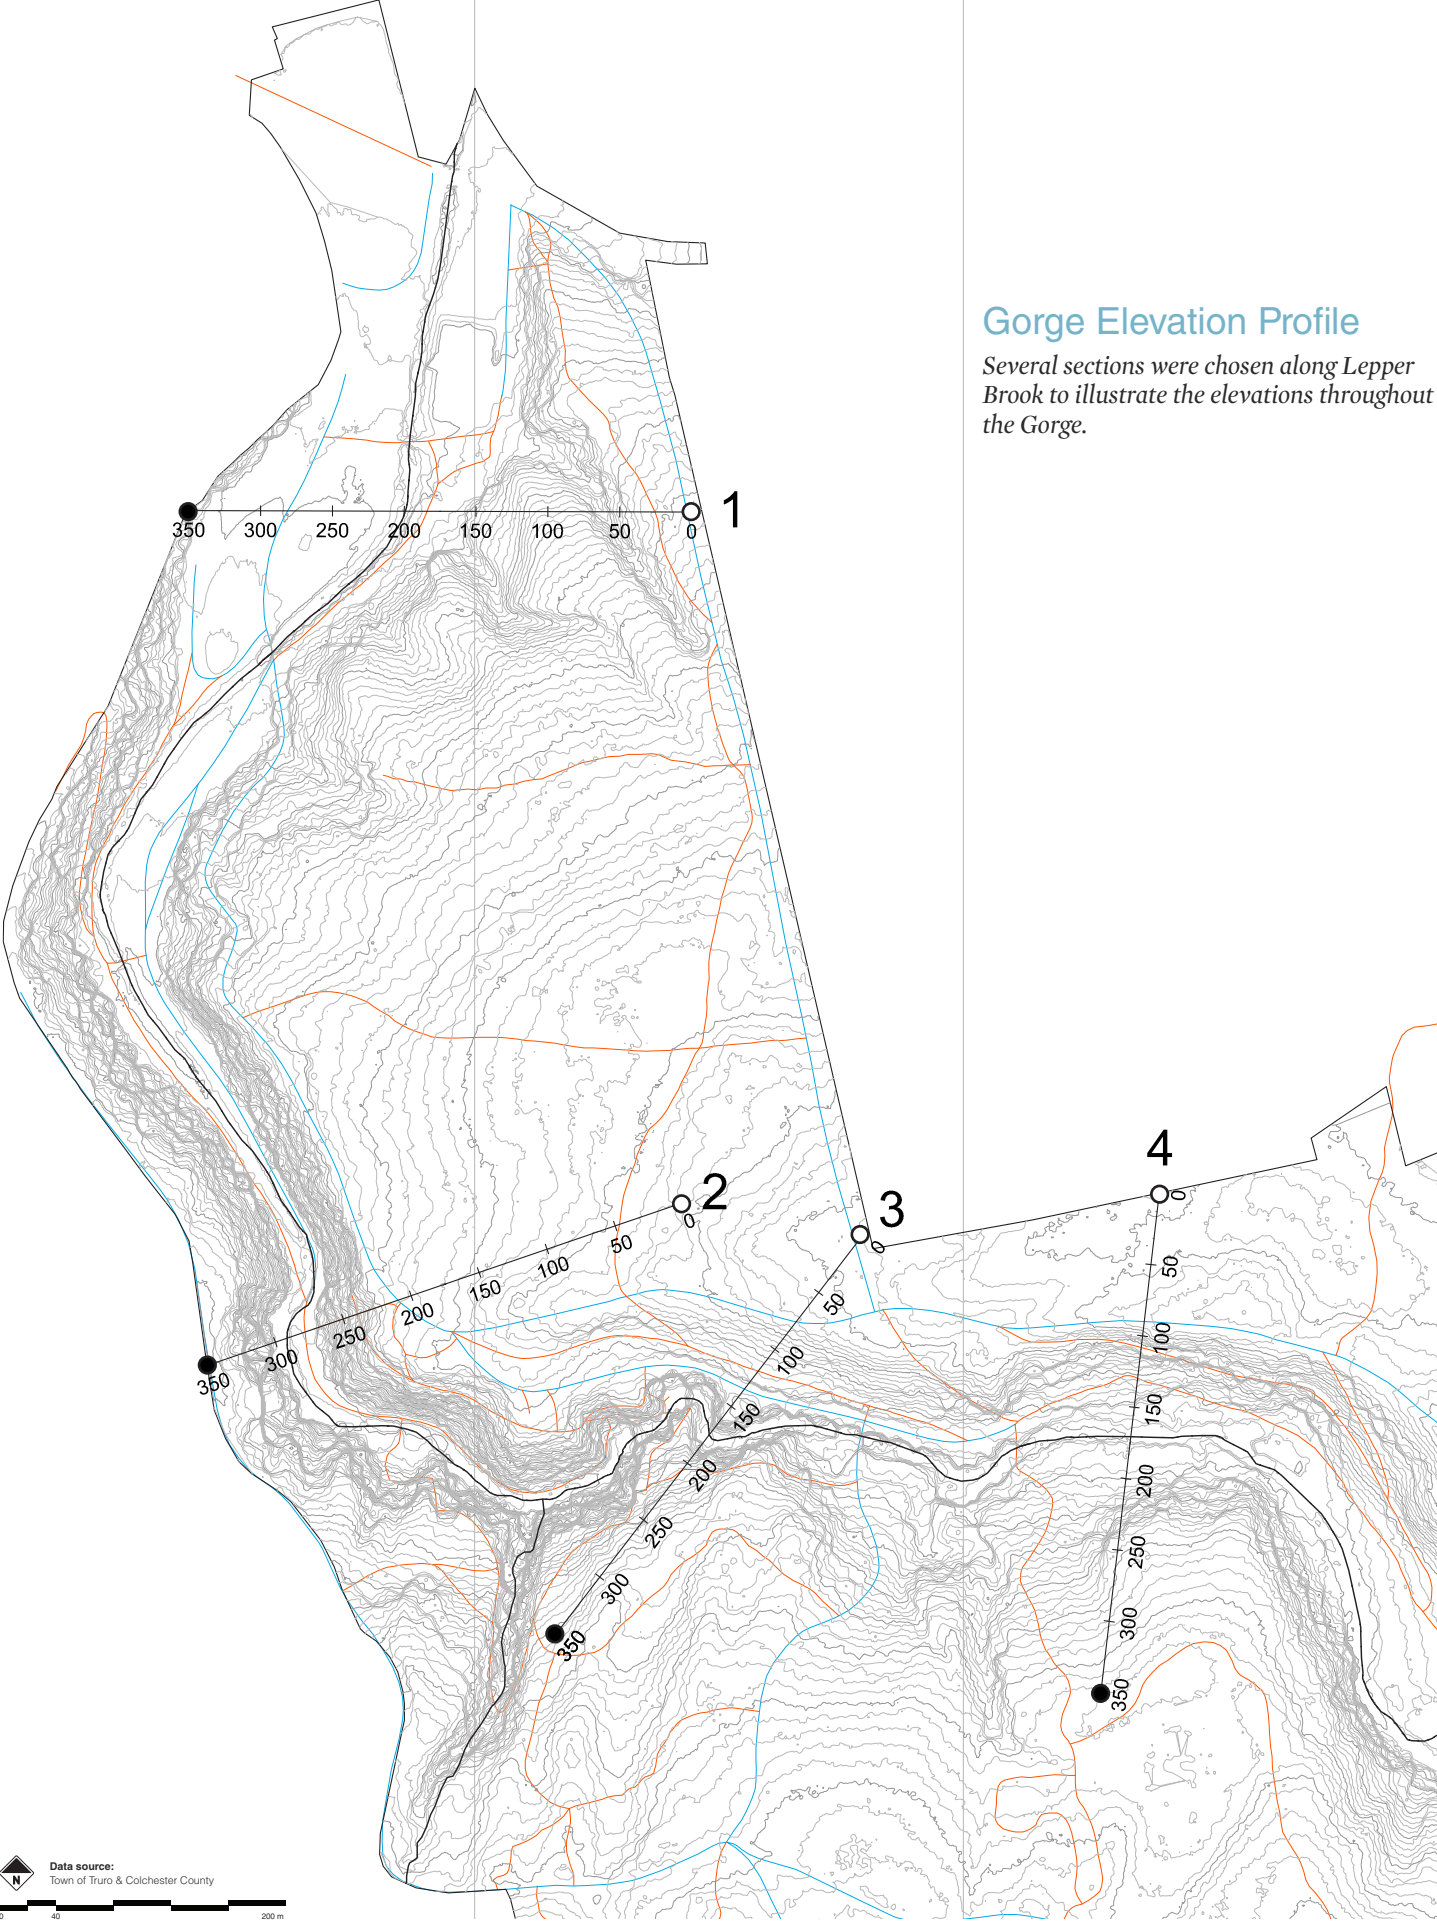 Gorge Elevation Profile
Several sections were chosen along Lepper
Brook to illustrate the elevations throughout
the Gorge.
1
350 300 250 200 150 100 50 0
2
0 50 100 150 200 250 300 350
3
0 50 100 150 200 250 300 350
4
0 50 100 150 200 250 300 350
N
Data source:
Town of Truro & Colchester County
0 40 200 m